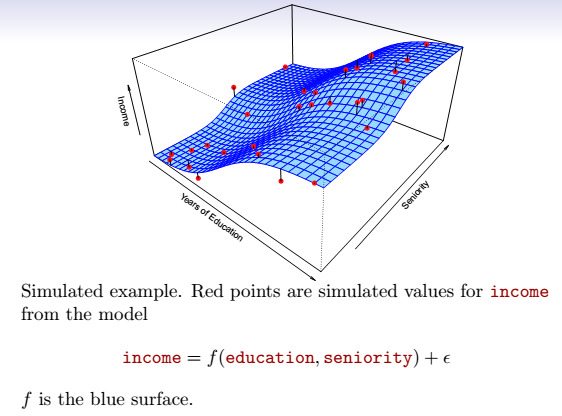 Income
Years of Education
Seniority
Simulated example. Red points are simulated values for income
from the model
income = f(education, seniority) + ϵ
f is the blue surface.